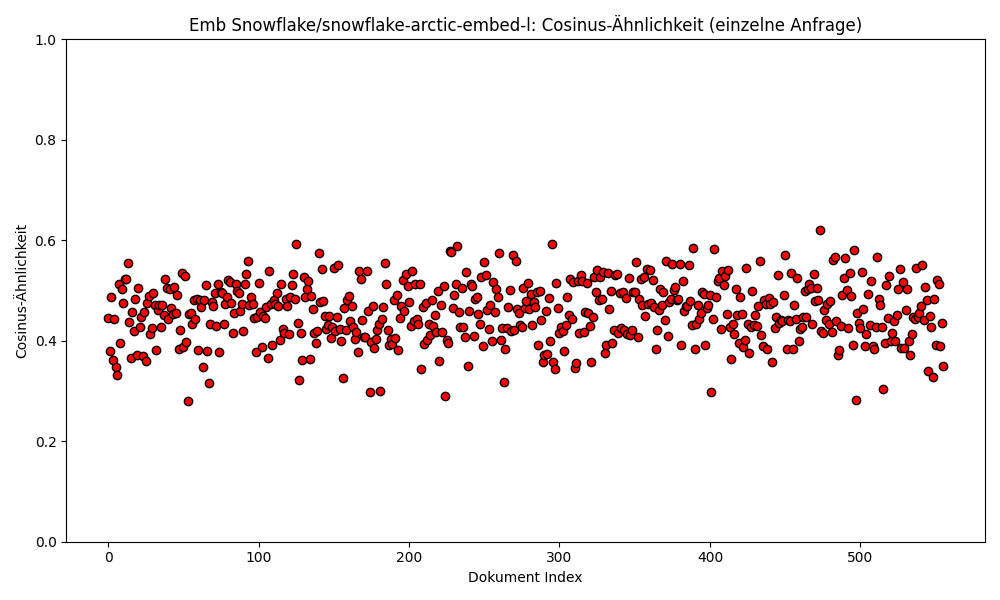 Emb Snowflake/snowflake-arctic-embed-l: Cosinus-Ähnlichkeit (einzelne Anfrage)
1.0
0.8
0.6
0.4
0.2
0.0
Cosinus-Ähnlichkeit
0 100 200 300 400 500
Dokument Index